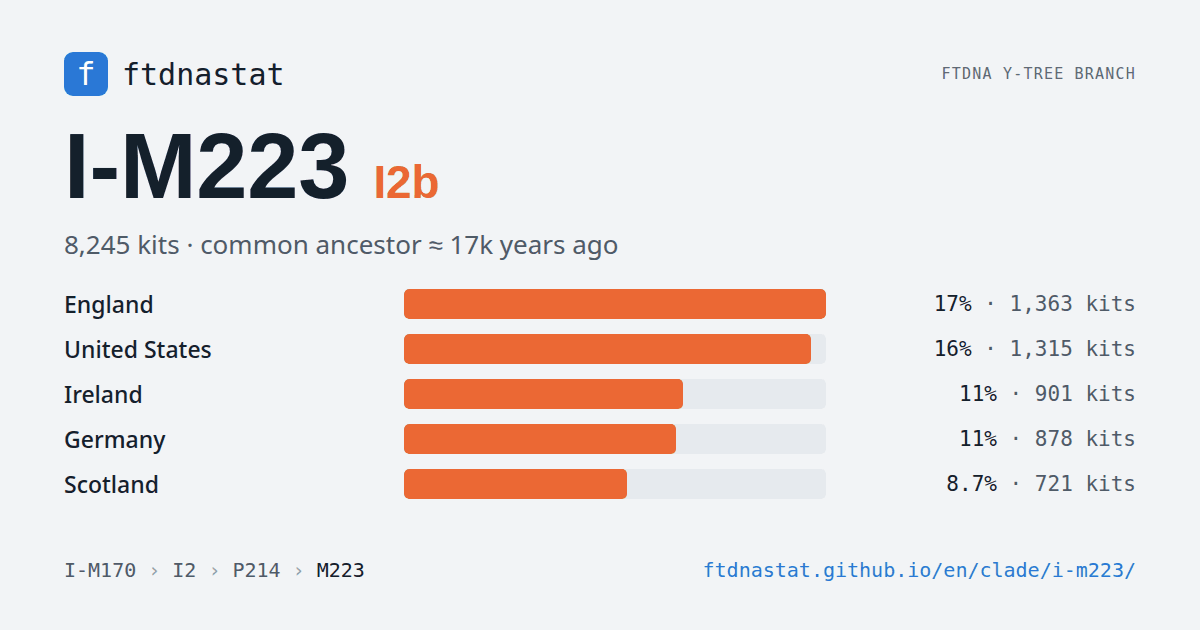 f ftdnastat
FTDNA Y-TREE BRANCH
I-M223 I2b
8,245 kits · common ancestor ≈ 17k years ago
England 17% · 1,363 kits
United States 16% · 1,315 kits
Ireland 11% · 901 kits
Germany 11% · 878 kits
Scotland 8.7% · 721 kits
I-M170 › I2 › P214 › M223
ftdnastat.github.io/en/clade/i-m223/